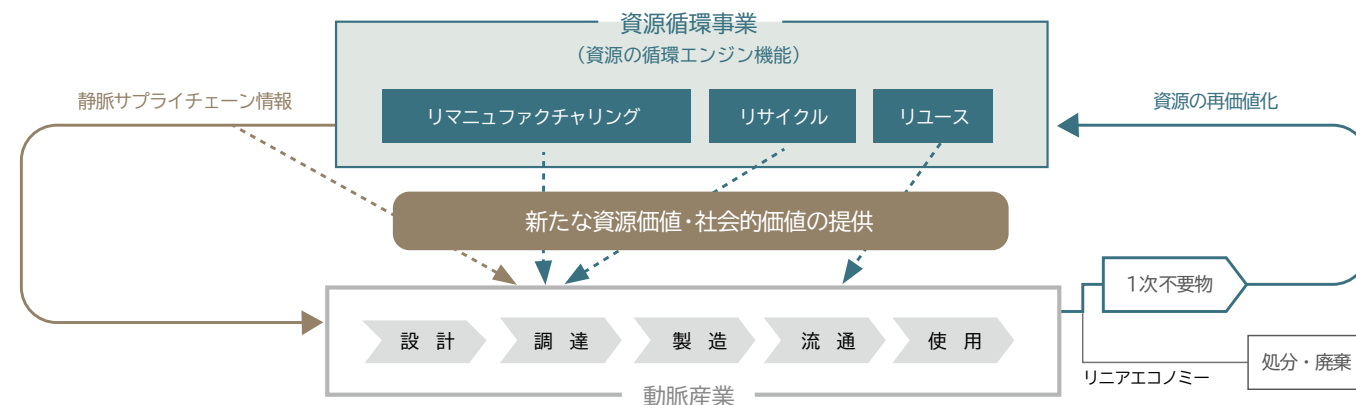 資源循環事業
（資源の循環エンジン機能）
静脈サプライチェーン情報
資源の再価値化
リマニュファクチャリング
リサイクル
リユース
新たな資源価値・社会的価値の提供
1次不要物
設 計
調 達
製 造
流 通
使 用
処分・廃棄
リニアエコノミー
動脈産業